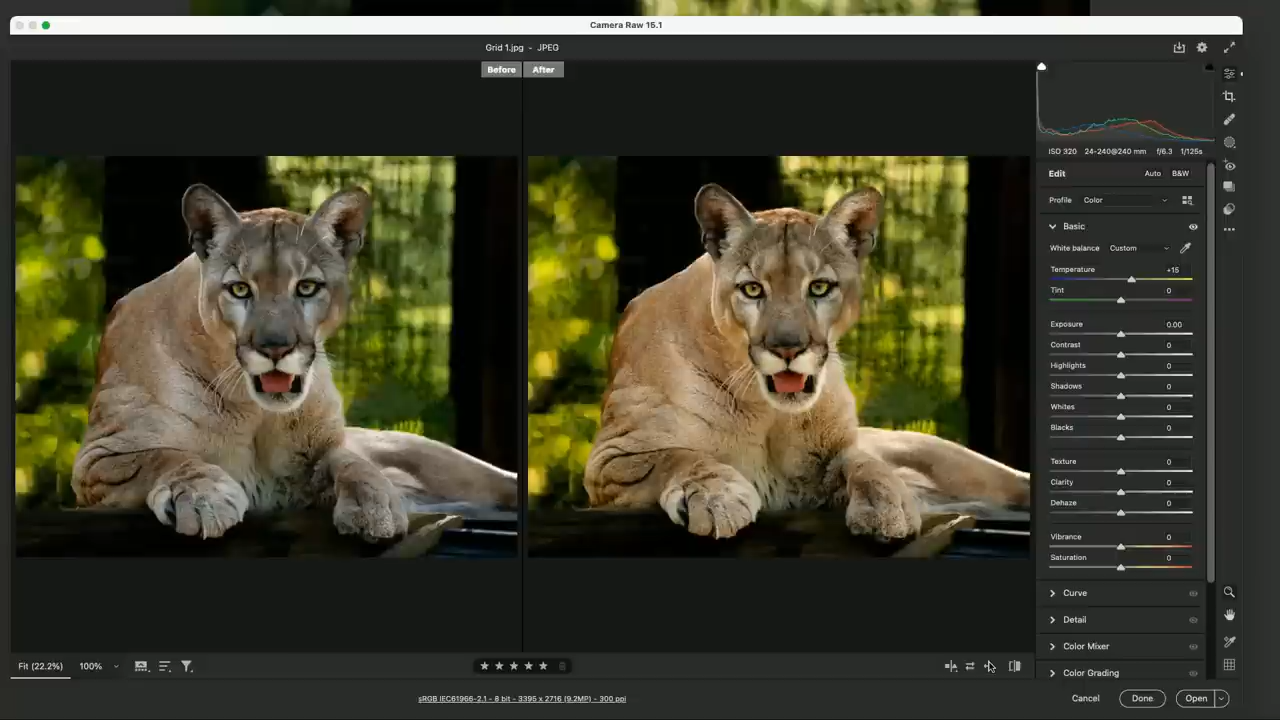 Camera Raw 15.1
Grid 1.jpg - JPEG
Before
After
ISO 320 24-240@240 mm f/6.3 1/125s
Edit Auto B&W
Profile Color
Basic
White balance Custom
Temperature +15
Tint 0
Exposure 0.00
Contrast 0
Highlights 0
Shadows 0
Whites 0
Blacks 0
Texture 0
Clarity 0
Dehaze 0
Vibrance 0
Saturation 0
Curve
Detail
Color Mixer
Color Grading
Fit (22.2%) 100%
sRGB IEC61966-2.1 - 8 bit - 3395 x 2716 (9.2MP) - 300 ppi
Cancel Done Open